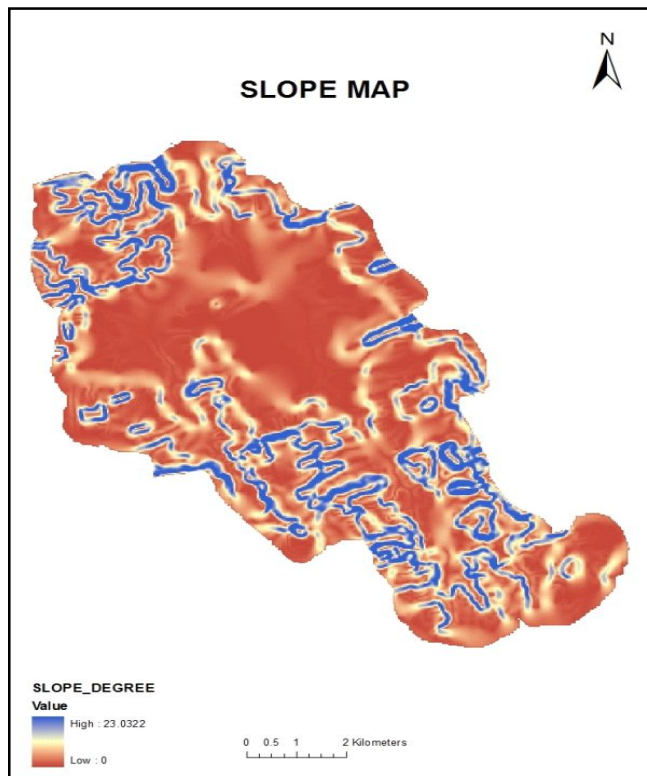 N
SLOPE MAP
SLOPE_DEGREE
Value
High : 23.0322
Low : 0
0 0.5 1 2 Kilometers